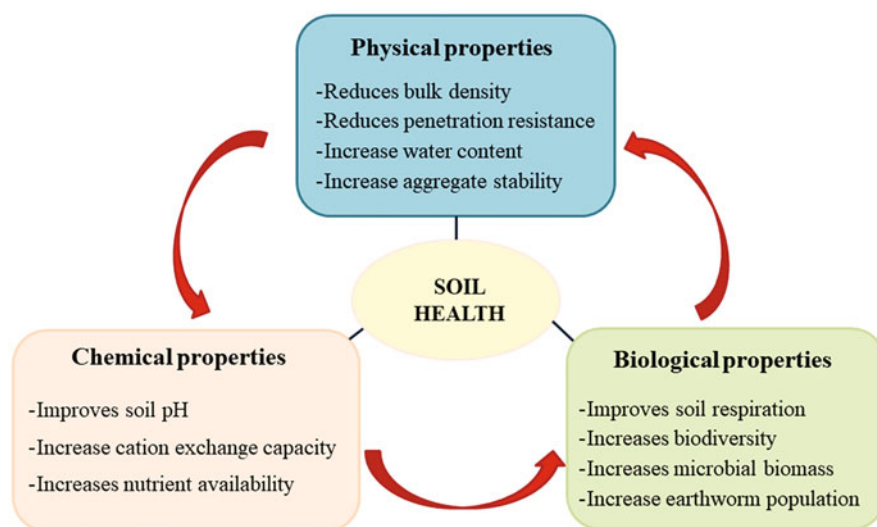 Physical properties
-Reduces bulk density
-Reduces penetration resistance
-Increase water content
-Increase aggregate stability
SOIL
HEALTH
Chemical properties
-Improves soil pH
-Increase cation exchange capacity
-Increases nutrient availability
Biological properties
-Improves soil respiration
-Increases biodiversity
-Increases microbial biomass
-Increase earthworm population